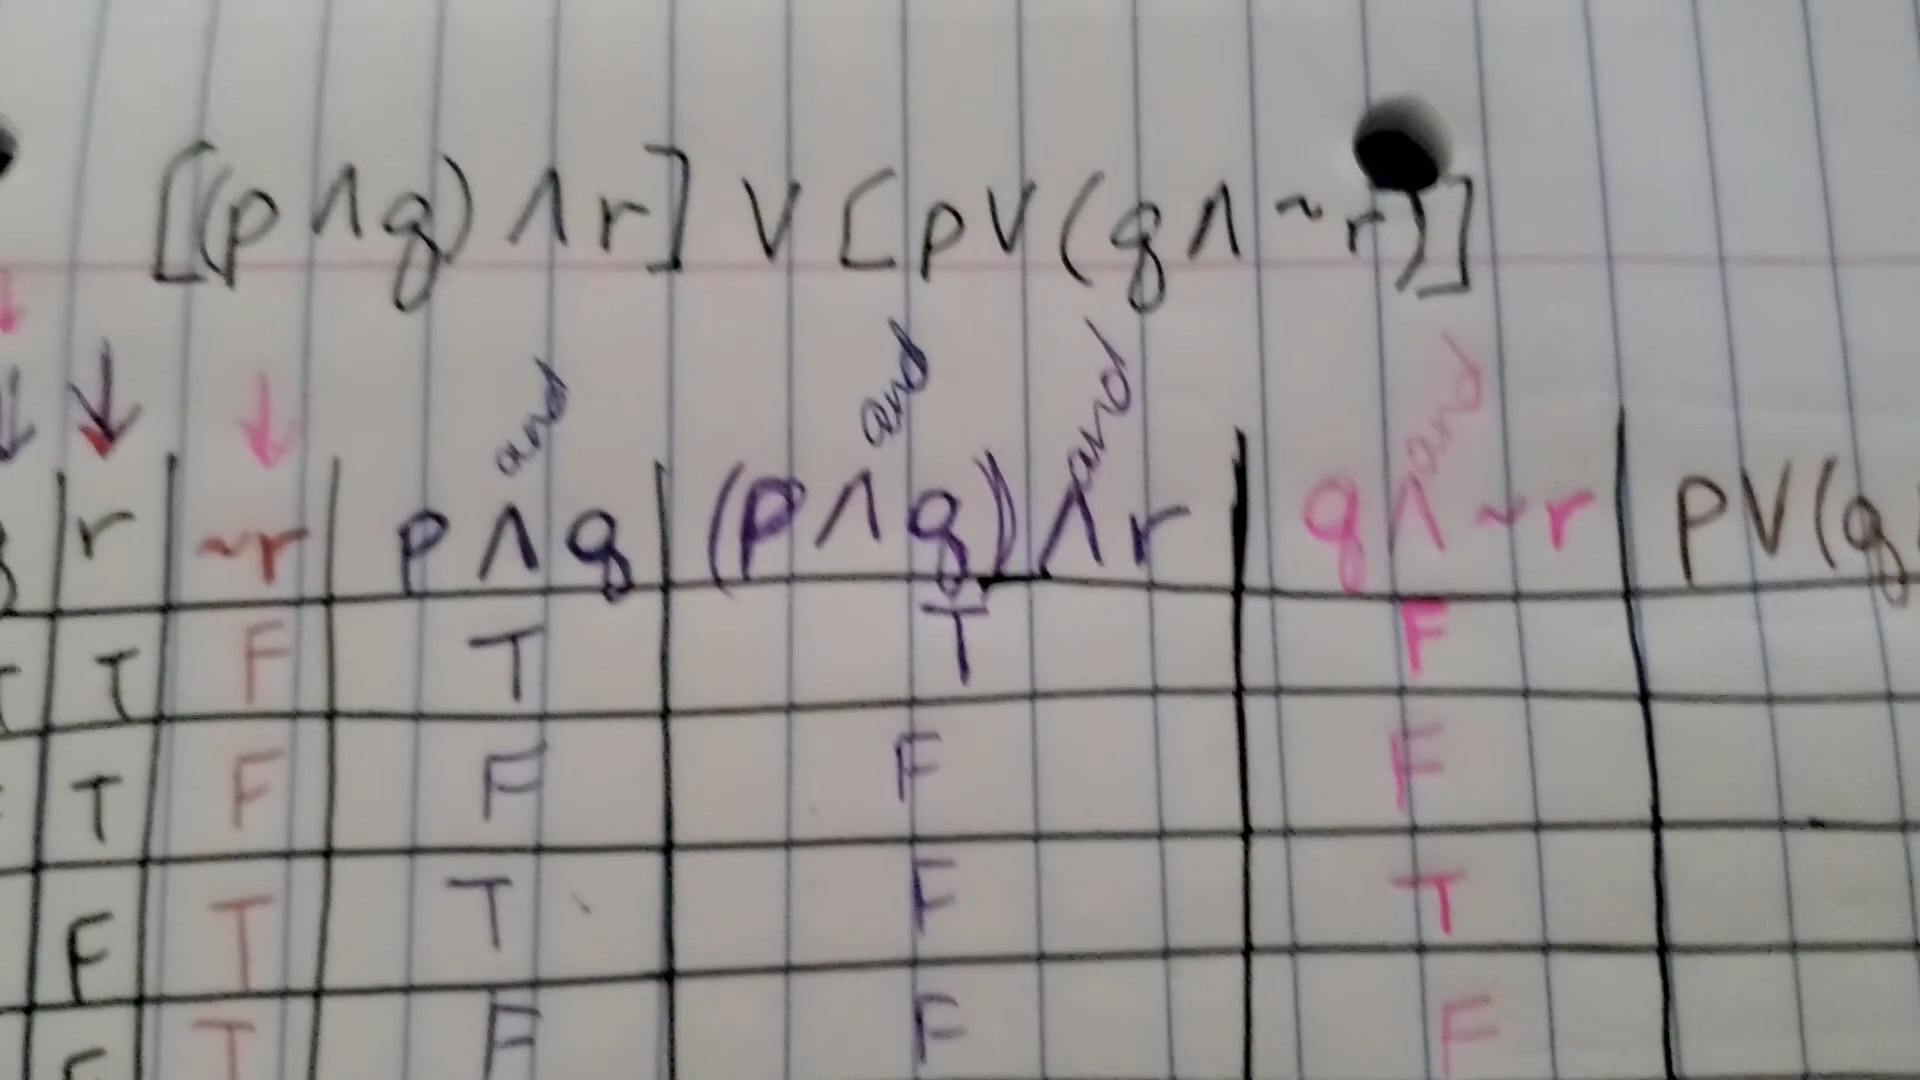 [(p ∧ q) ∧ r] ∨ [p ∨ (q ∧ ~r)]
and and and and
r ~r p ∧ q (p ∧ q) ∧ r q ∧ ~r p ∨ (q
T F T T F
T F F F F
F T T F T
F T F F F